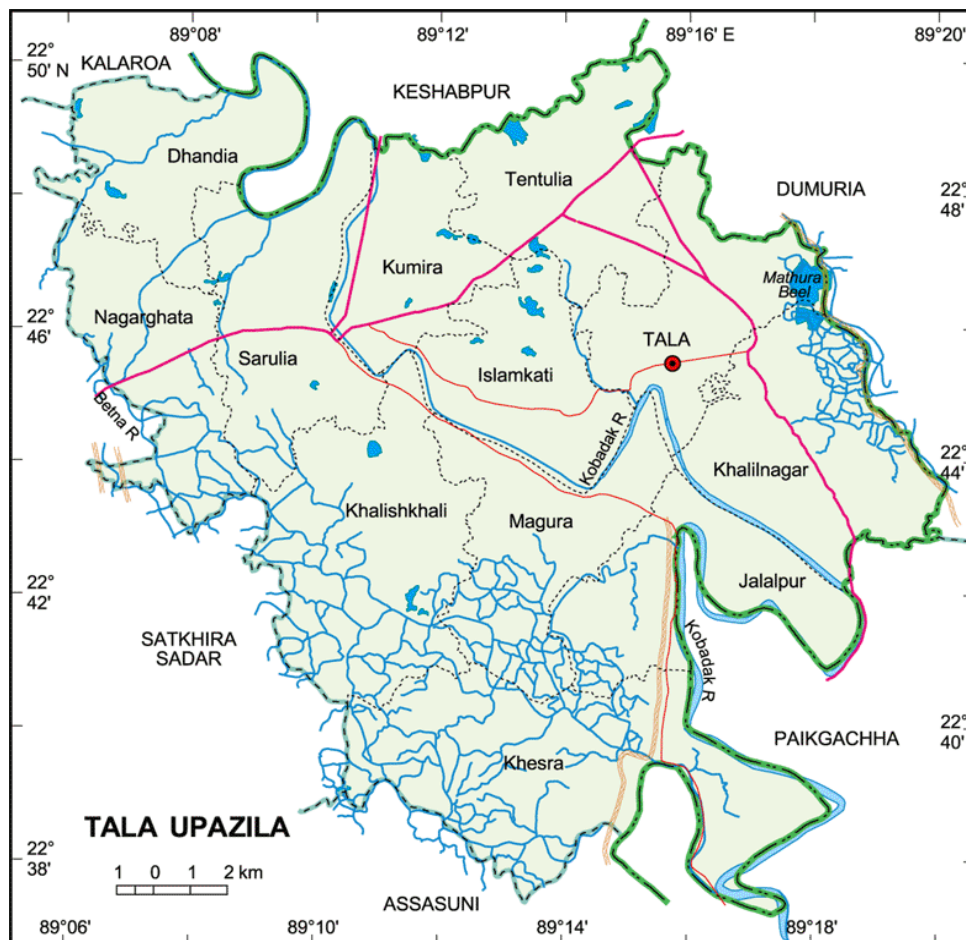 89°08'
89°12'
89°16' E
89°20'
22°
50' N
KALAROA
KESHABPUR
Dhandia
Tentulia
DUMURIA
22°
48'
Kumira
Mathura
Beel
Nagarghata
22°
46'
TALA
Sarulia
Islamkati
Betna R
Kobadak R
Khalilnagar
22°
44'
Khalishkhali
Magura
Jalalpur
22°
42'
SATKHIRA
SADAR
Kobadak R
PAIKGACHHA
22°
40'
Khesra
TALA UPAZILA
22°
38'
1 0 1 2 km
ASSASUNI
89°06'
89°10'
89°14'
89°18'